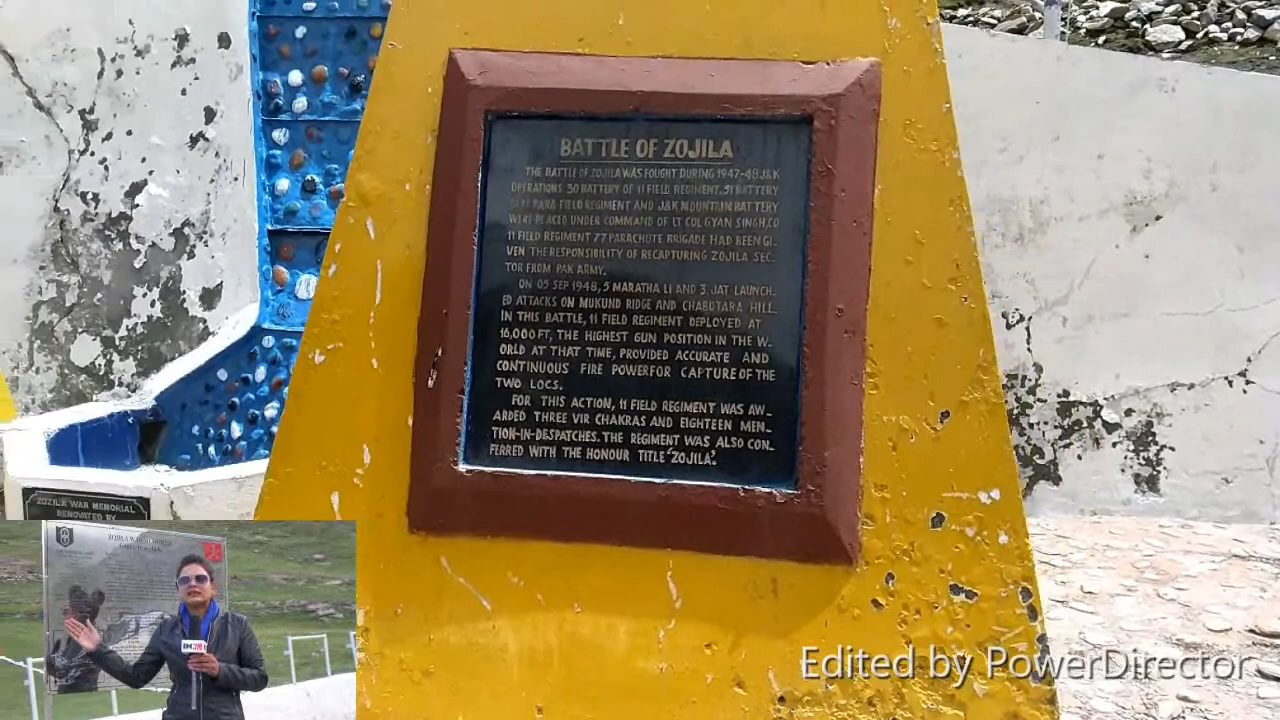 BATTLE OF ZOJILA
THE BATTLE OF ZOJILA WAS FOUGHT DURING 1947-48 J&K
OPERATIONS 30 BATTERY OF 11 FIELD REGIMENT, 51 BATTERY
PARA FIELD REGIMENT AND J&K MOUNTAIN BATTERY
WERE PLACED UNDER COMMAND OF LT COL GYAN SINGH, CO
11 FIELD REGIMENT 77 PARACHUTE BRIGADE HAD BEEN GI-
VEN THE RESPONSIBILITY OF RECAPTURING ZOJILA SEC-
TOR FROM PAK ARMY.
ON 05 SEP 1948, 5 MARATHA LI AND 3 JAT LAUNCH-
ED ATTACKS ON MUKUND RIDGE AND CHABUTARA HILL.
IN THIS BATTLE, 11 FIELD REGIMENT DEPLOYED AT
16,000 FT, THE HIGHEST GUN POSITION IN THE W-
ORLD AT THAT TIME, PROVIDED ACCURATE AND
CONTINUOUS FIRE POWERFOR CAPTURE OF THE
TWO LOCS.
FOR THIS ACTION, 11 FIELD REGIMENT WAS AW-
ARDED THREE VIR CHAKRAS AND EIGHTEEN MEN-
TION-IN-DESPATCHES. THE REGIMENT WAS ALSO CON-
FERRED WITH THE HONOUR TITLE 'ZOJILA'.
ZOZILA WAR MEMORIAL
RENOVATED BY
Edited by PowerDirector